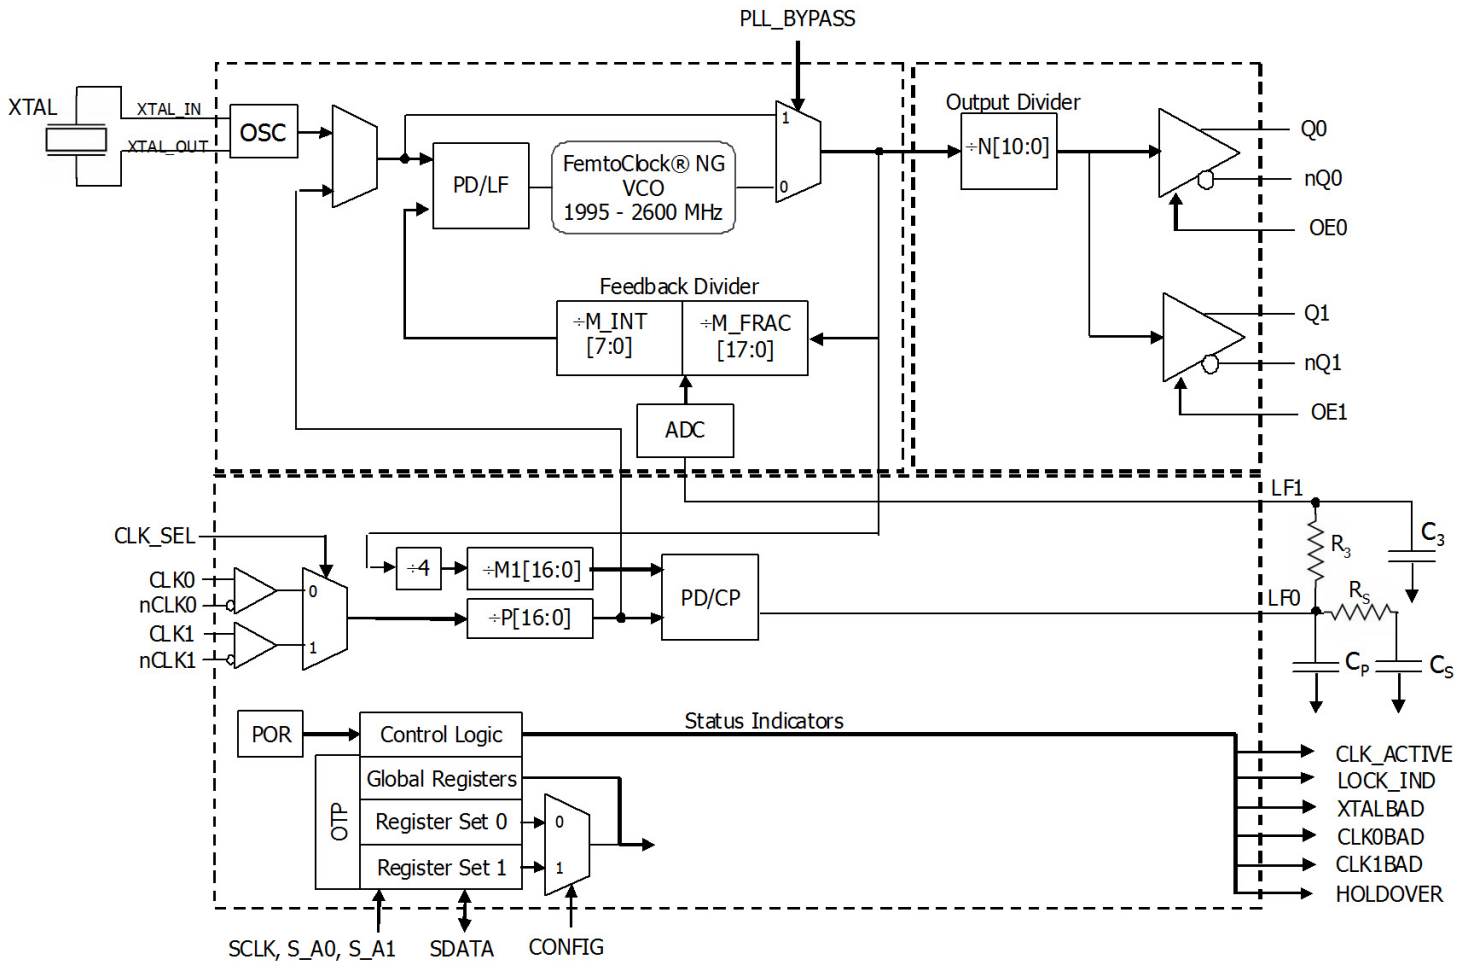 PLL_BYPASS
XTAL
XTAL_IN
XTAL_OUT
OSC
PD/LF
FemtoClock® NG
VCO
1995 - 2600 MHz
1
0
Output Divider
÷N[10:0]
Q0
nQ0
OE0
Q1
nQ1
OE1
Feedback Divider
÷M_INT
[7:0]
÷M_FRAC
[17:0]
ADC
LF1
R3
C3
CLK_SEL
CLK0
nCLK0
CLK1
nCLK1
0
1
÷4
÷M1[16:0]
÷P[16:0]
PD/CP
LF0
RS
CP
CS
POR
Control Logic
Status Indicators
Global Registers
OTP
Register Set 0
Register Set 1
0
1
CLK_ACTIVE
LOCK_IND
XTALBAD
CLK0BAD
CLK1BAD
HOLDOVER
SCLK, S_A0, S_A1
SDATA
CONFIG